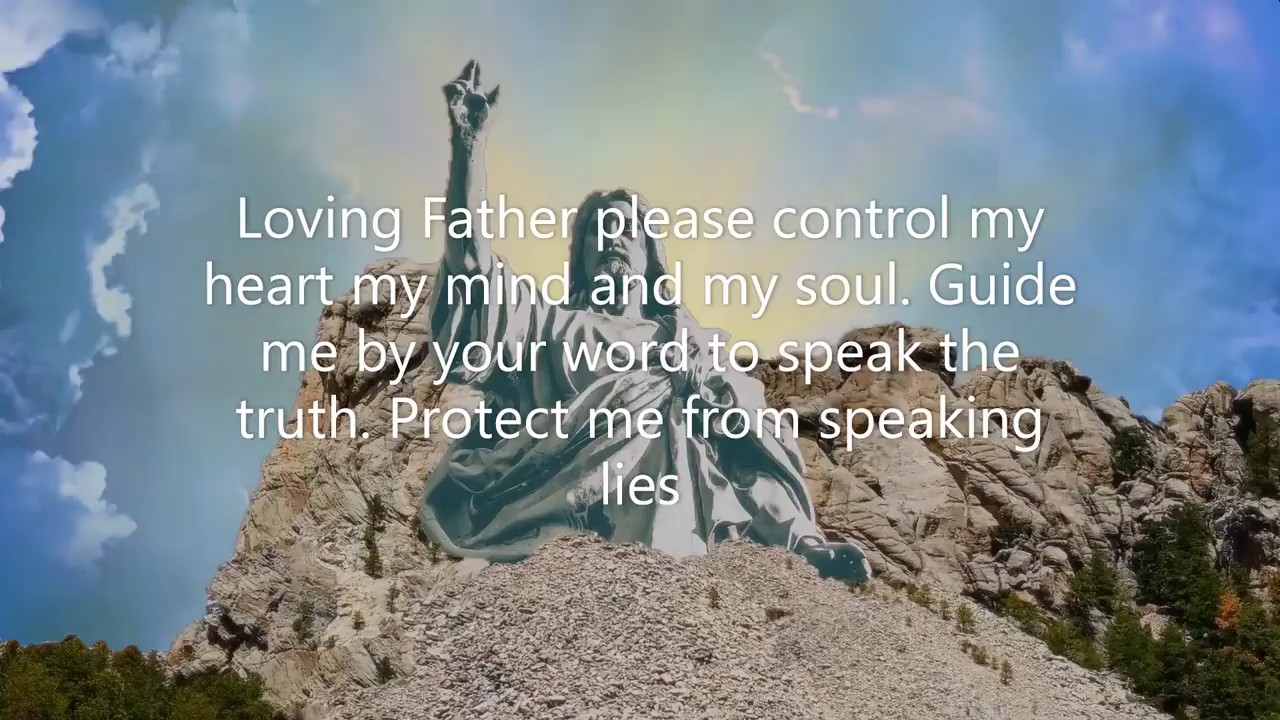 Loving Father please control my
heart my mind and my soul. Guide
me by your word to speak the
truth. Protect me from speaking
lies